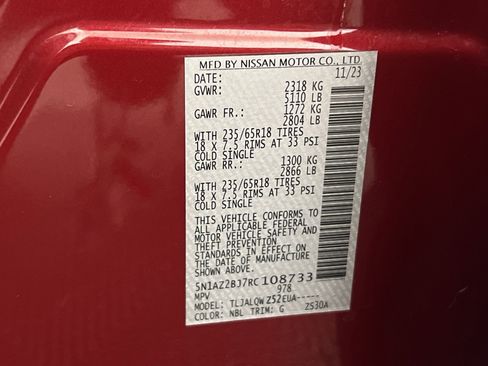 MFD BY NISSAN MOTOR CO., LTD.
DATE: 11/23
GVWR: 2318 KG
5110 LB
GAWR FR.: 1272 KG
2804 LB
WITH 235/65R18 TIRES
18 X 7.5 RIMS AT 33 PSI
COLD SINGLE
GAWR RR.: 1300 KG
2866 LB
WITH 235/65R18 TIRES
18 X 7.5 RIMS AT 33 PSI
COLD SINGLE
THIS VEHICLE CONFORMS TO
ALL APPLICABLE FEDERAL
MOTOR VEHICLE SAFETY AND
THEFT PREVENTION
STANDARDS IN EFFECT ON
THE DATE OF MANUFACTURE
SHOWN ABOVE.
5N1AZ2BJ7RC108733
MPV 978
MODEL: TLJALQWZ52EUA-----
COLOR: NBL TRIM: G Z530A